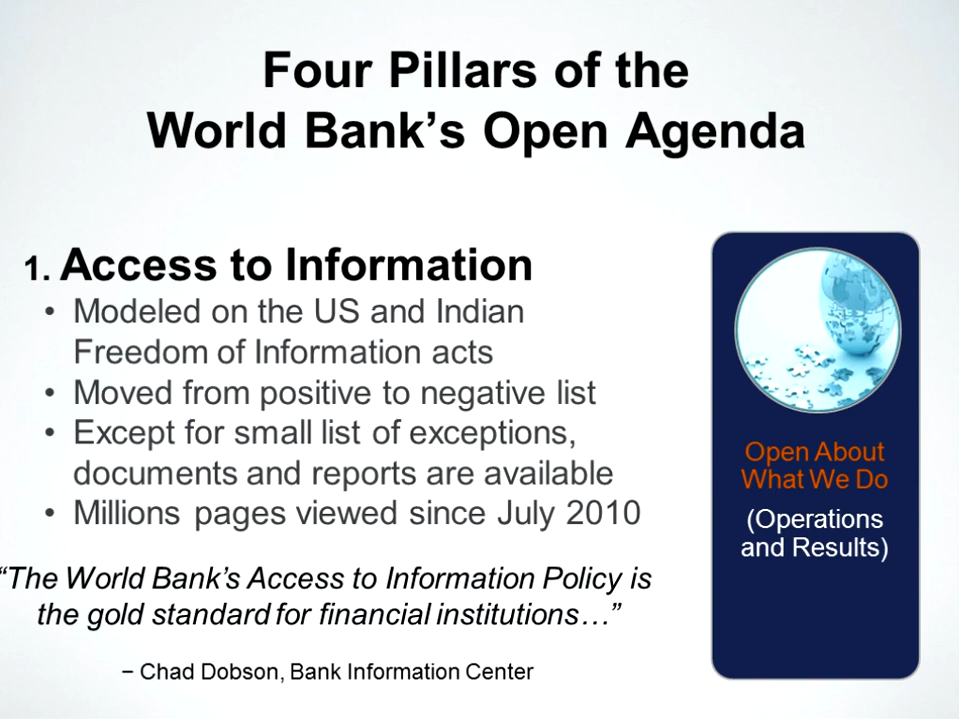 Four Pillars of the
World Bank’s Open Agenda
1. Access to Information
• Modeled on the US and Indian
Freedom of Information acts
• Moved from positive to negative list
• Except for small list of exceptions,
documents and reports are available
• Millions pages viewed since July 2010
“The World Bank’s Access to Information Policy is
the gold standard for financial institutions…”
– Chad Dobson, Bank Information Center
Open About
What We Do
(Operations
and Results)